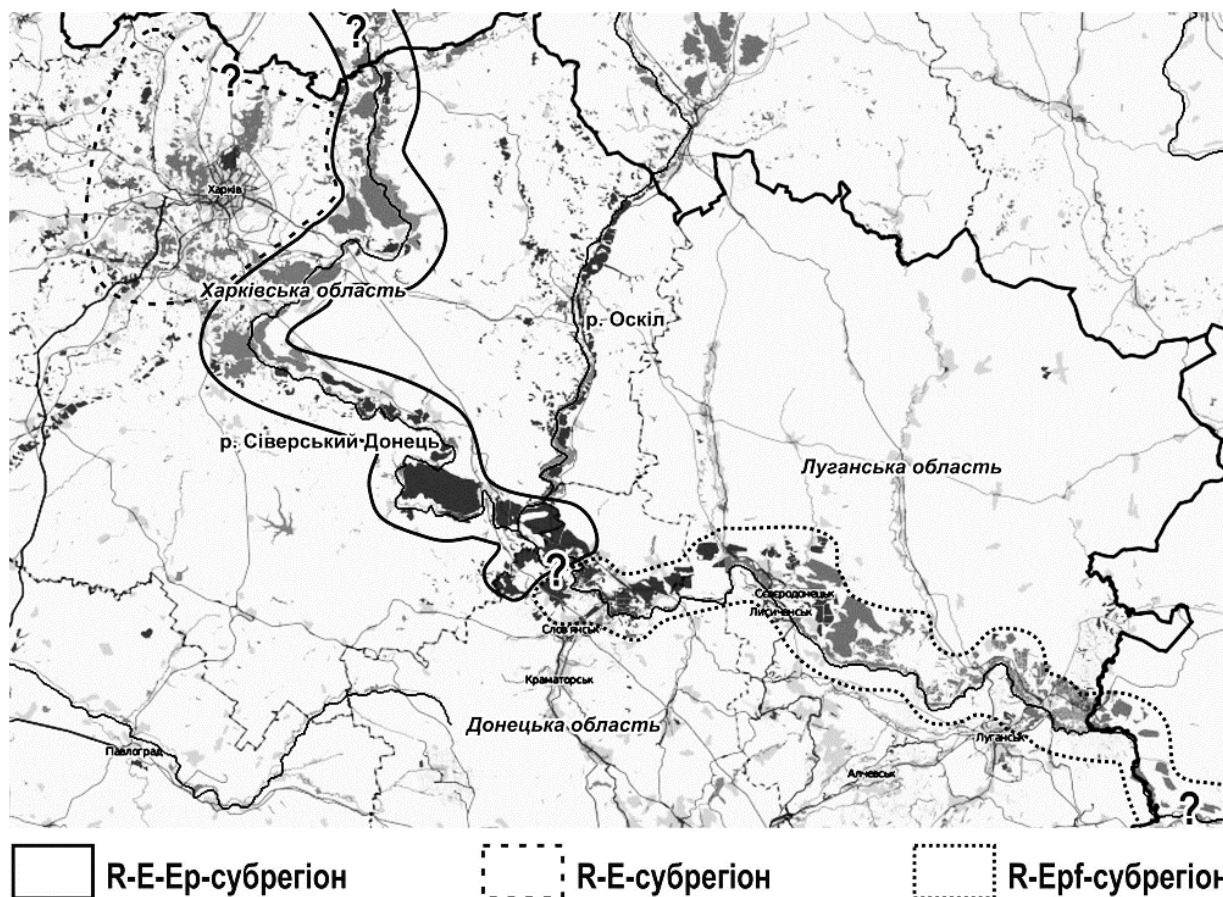 ?
?
Харків
Харківська область
р. Оскіл
р. Сіверський Донець
Луганська область
?
Сєвєродонецьк
Лисичанськ
Слов'янськ
Краматорськ
Донецька область
Павлоград
Луганськ
Алчевськ
?
R-E-Ep-субрегіон
R-E-субрегіон
R-Epf-субрегіон